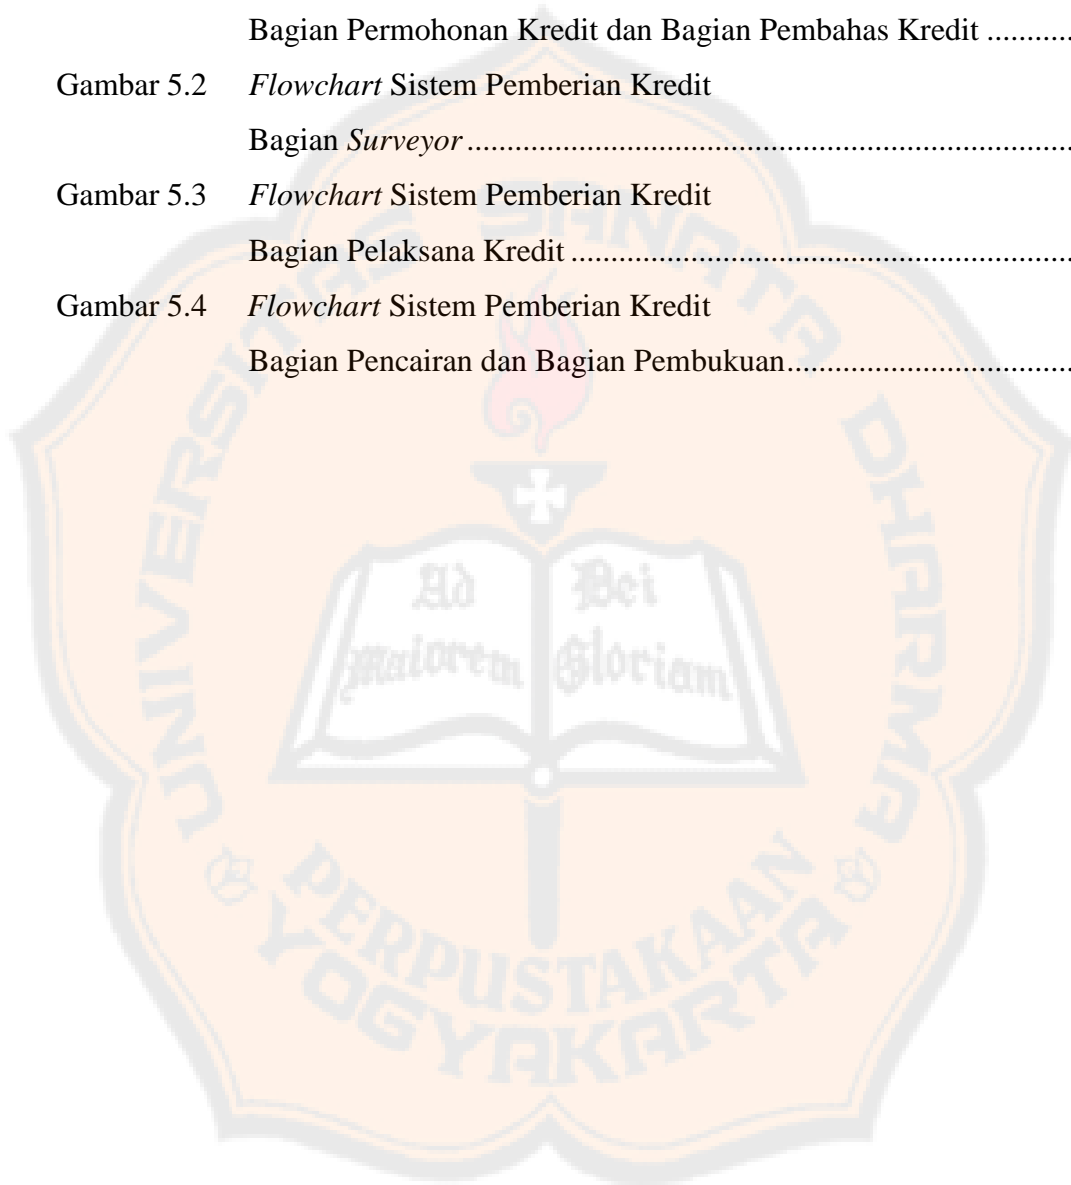 Bagian Permohonan Kredit dan Bagian Pembahas Kredit ...........
Gambar 5.2 Flowchart Sistem Pemberian Kredit
Bagian Surveyor ..........................................................................
Gambar 5.3 Flowchart Sistem Pemberian Kredit
Bagian Pelaksana Kredit .............................................................
Gambar 5.4 Flowchart Sistem Pemberian Kredit
Bagian Pencairan dan Bagian Pembukuan...................................
UNIVERSITAS SANATA DHARMA
Ad Dei
Maiorem Gloriam
PERPUSTAKAAN
YOGYAKARTA